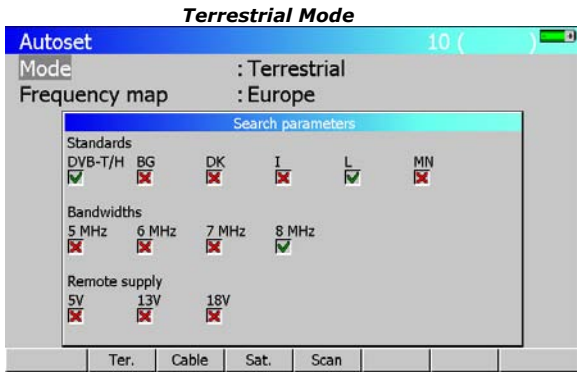 Terrestrial Mode
Autoset 10 ( )
Mode : Terrestrial
Frequency map : Europe
Search parameters
Standards
DVB-T/H BG DK I L MN
Bandwidths
5 MHz 6 MHz 7 MHz 8 MHz
Remote supply
5V 13V 18V
Ter. Cable Sat. Scan